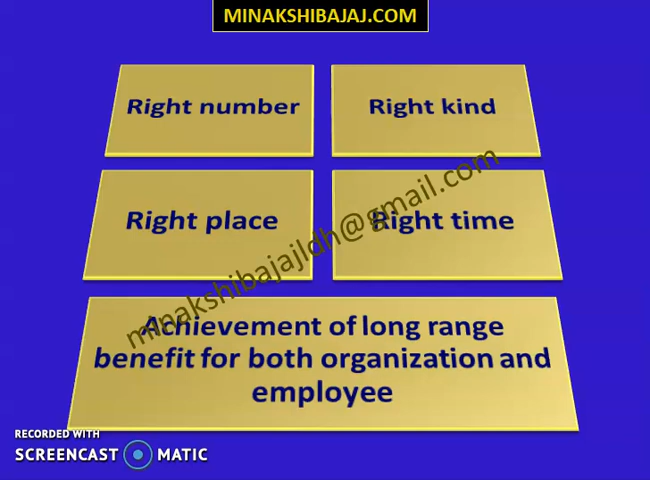 MINAKSHIBAJAJ.COM
Right number
Right kind
Right place
Right time
minakshibajajldh@gmail.com
Achievement of long range
benefit for both organization and
employee
RECORDED WITH
SCREENCAST MATIC